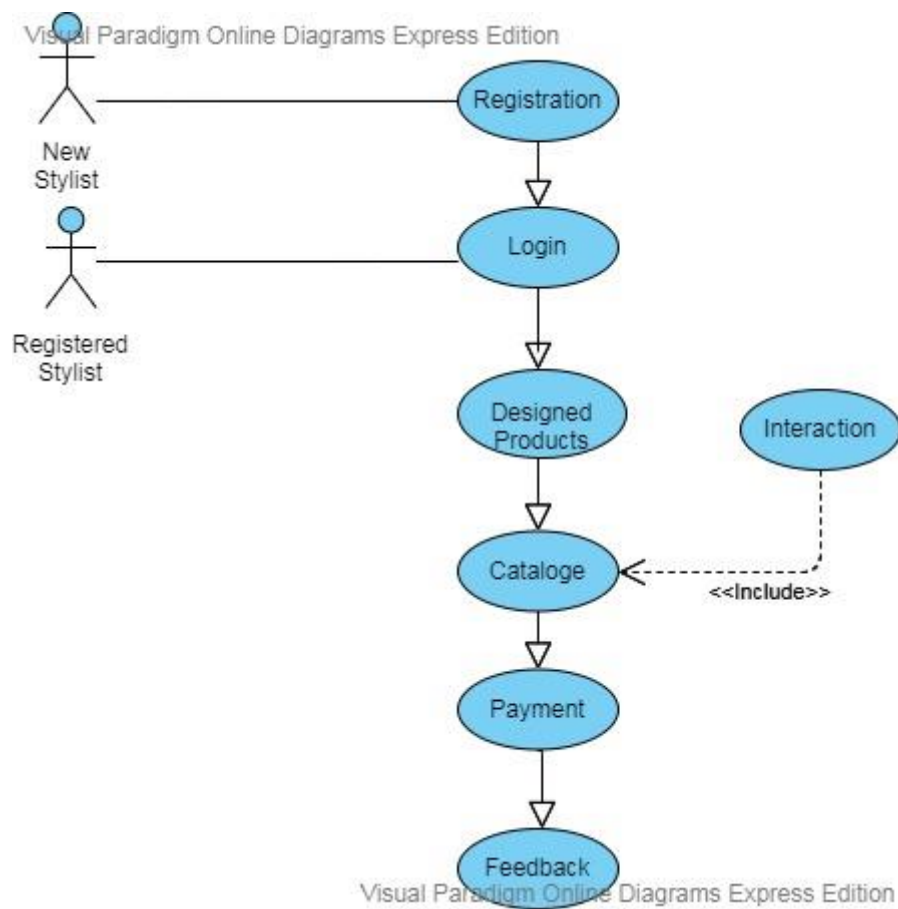 Visual Paradigm Online Diagrams Express Edition
Registration
New
Stylist
Login
Registered
Stylist
Designed
Products
Interaction
Cataloge
<<Include>>
Payment
Feedback
Visual Paradigm Online Diagrams Express Edition